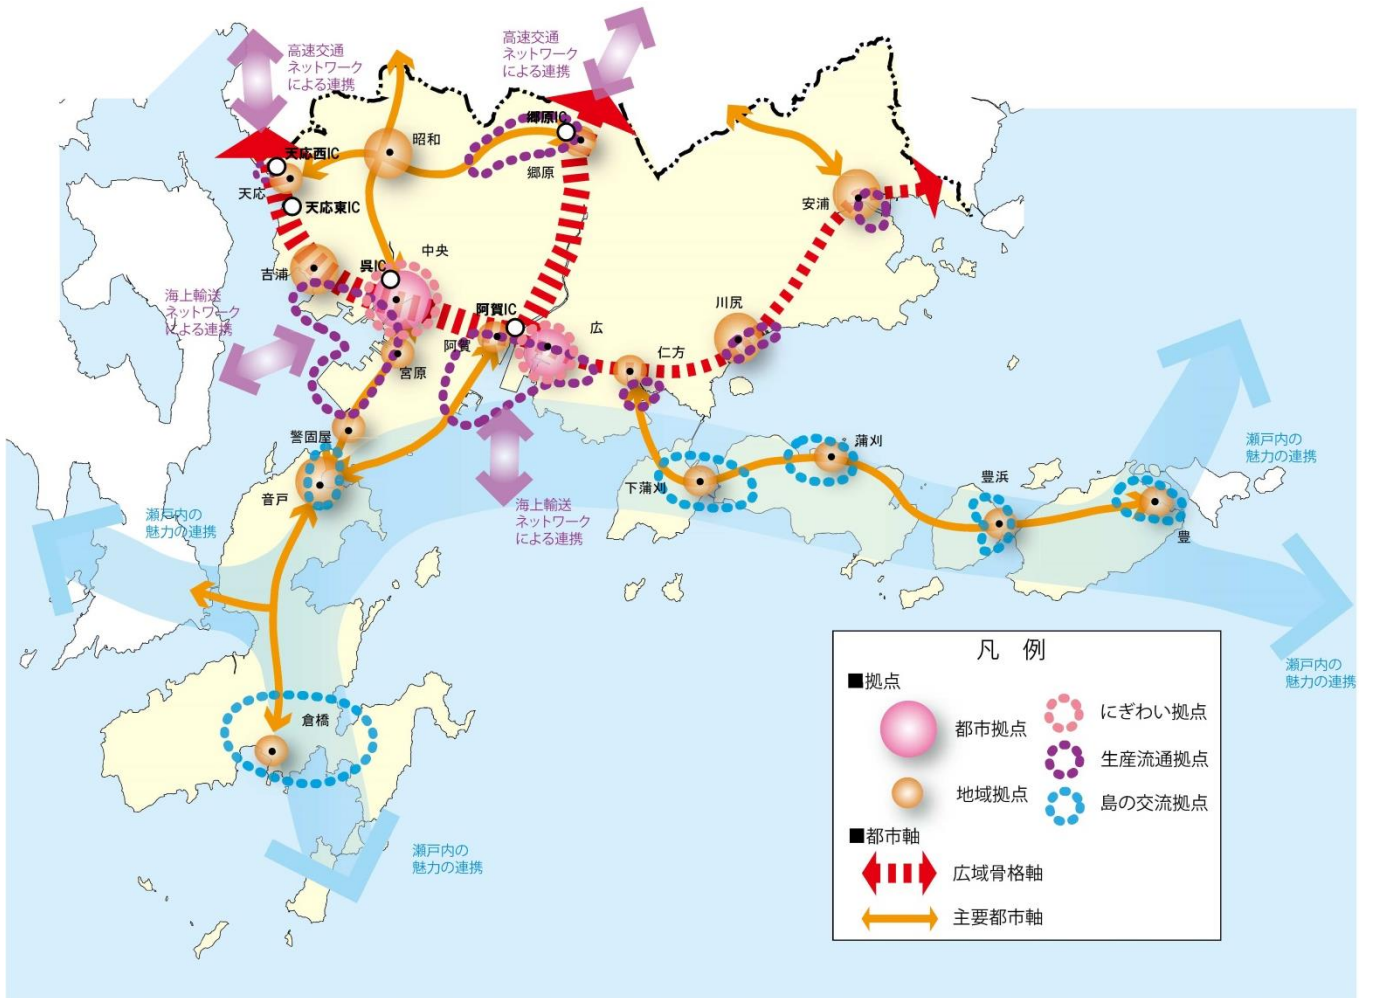 高速交通
ネットワーク
による連携
高速交通
ネットワーク
による連携
郷原IC
昭和
天応西IC
郷原
天応
天応東IC
安浦
中央
呉IC
吉浦
海上輸送
ネットワーク
による連携
川尻
阿賀IC
広
阿賀
仁方
宮原
警固屋
蒲刈
瀬戸内の
魅力の連携
音戸
下蒲刈
豊浜
海上輸送
ネットワーク
による連携
瀬戸内の
魅力の連携
豊
瀬戸内の
魅力の連携
倉橋
瀬戸内の
魅力の連携
凡 例
■拠点
都市拠点
にぎわい拠点
地域拠点
生産流通拠点
島の交流拠点
■都市軸
広域骨格軸
主要都市軸